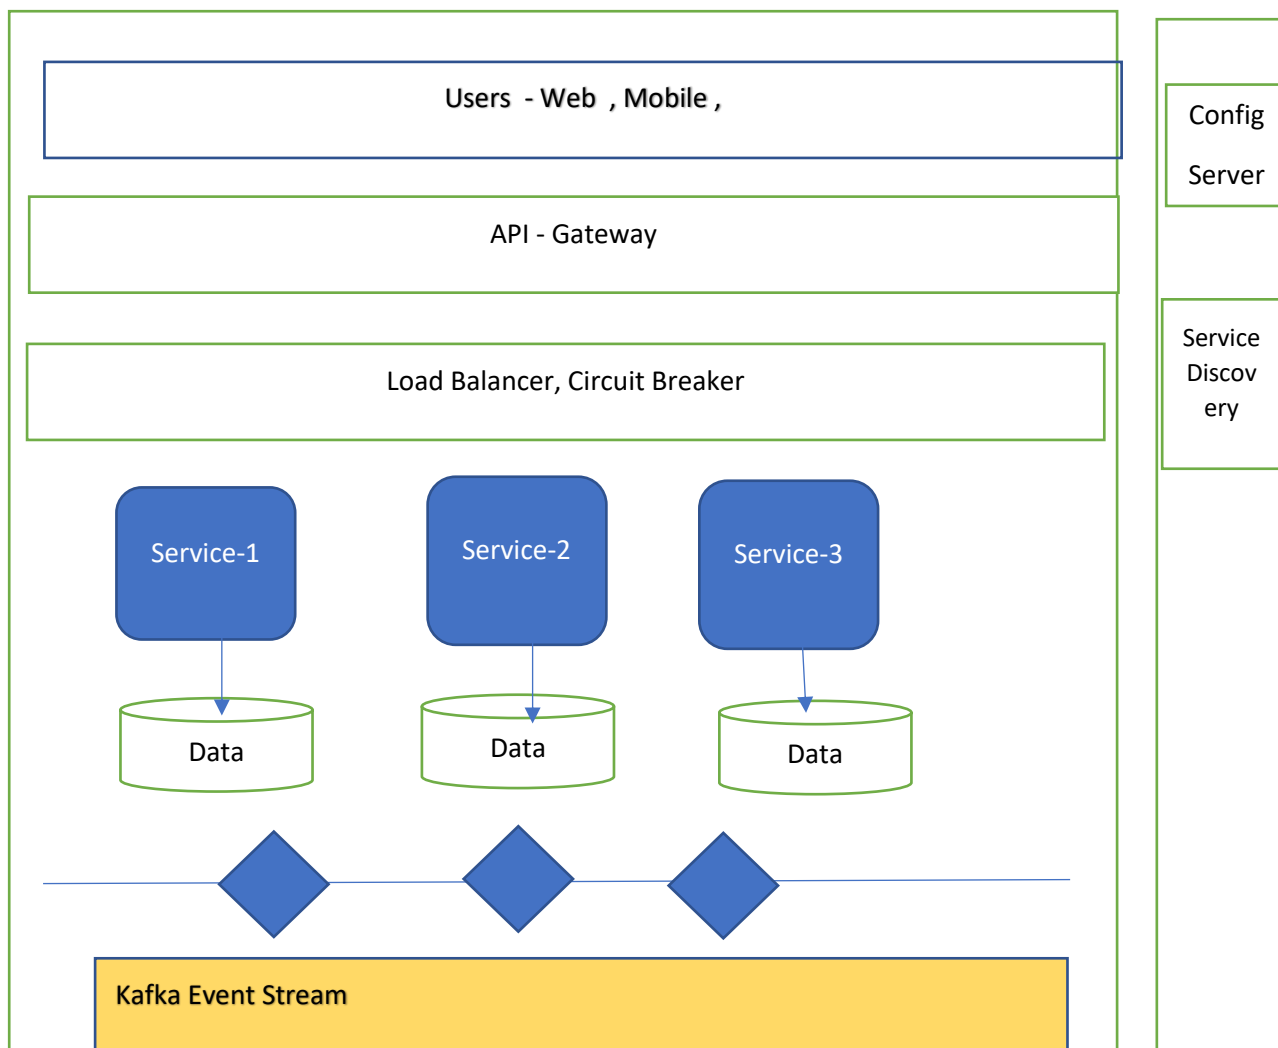 Users - Web , Mobile ,
API - Gateway
Load Balancer, Circuit Breaker
Service-1
Service-2
Service-3
Data
Data
Data
Kafka Event Stream
Config
Server
Service
Discov
ery